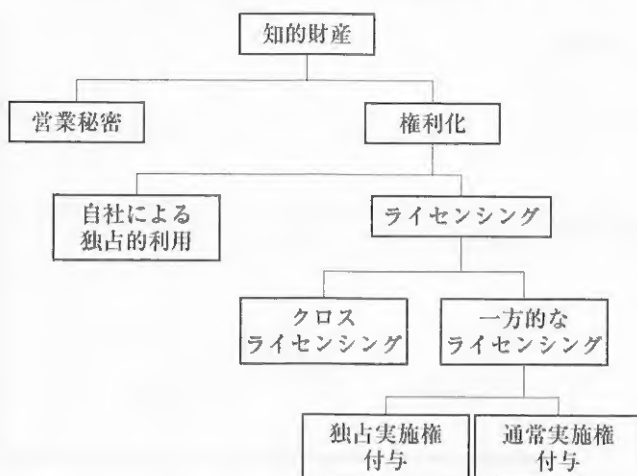 知的財産
営業秘密
権利化
自社による
独占的利用
ライセンシング
クロス
ライセンシング
一方的な
ライセンシング
独占実施権
付与
通常実施権
付与